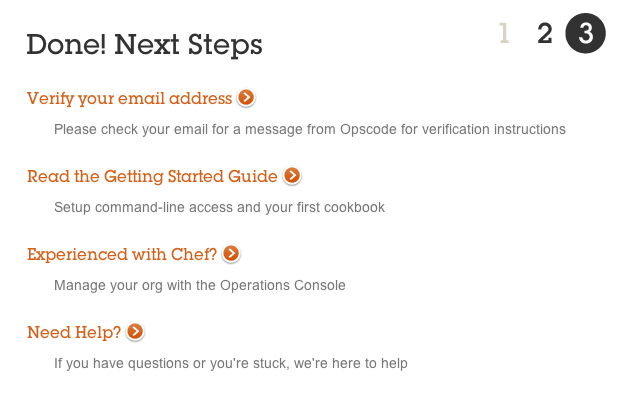 Done! Next Steps
1 2 3
Verify your email address
Please check your email for a message from Opscode for verification instructions
Read the Getting Started Guide
Setup command-line access and your first cookbook
Experienced with Chef?
Manage your org with the Operations Console
Need Help?
If you have questions or you're stuck, we're here to help